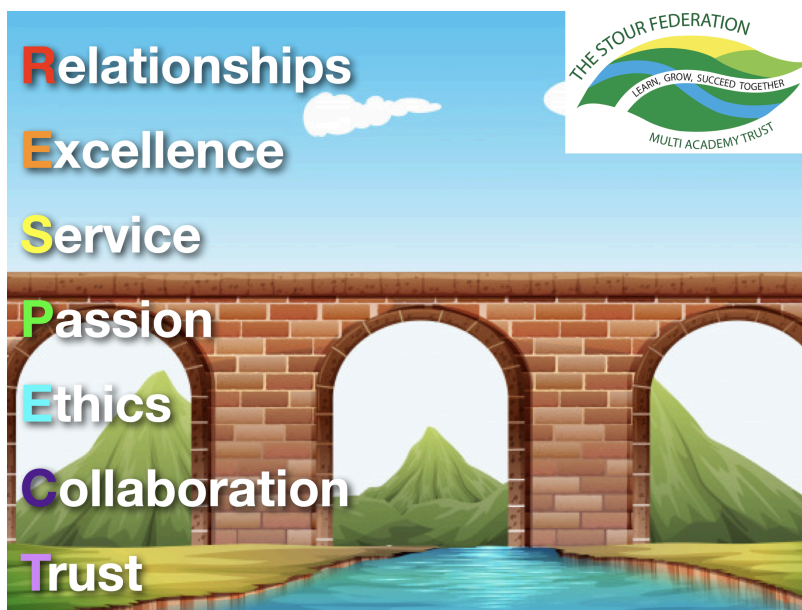 Relationships
THE STOUR FEDERATION
LEARN, GROW, SUCCEED TOGETHER
MULTI ACADEMY TRUST
Excellence
Service
Passion
Ethics
Collaboration
Trust